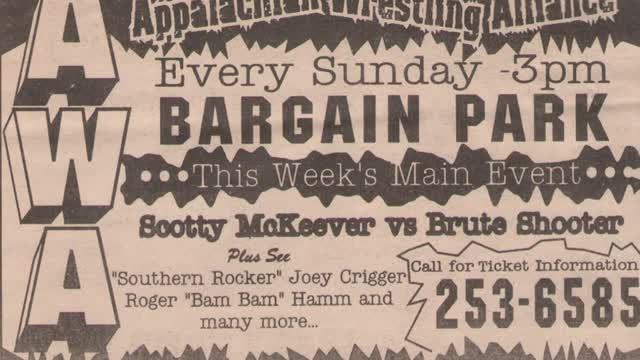 Appalachian Wrestling Alliance
AWA
Every Sunday -3pm
BARGAIN PARK
This Week's Main Event
Scotty McKeever vs Brute Shooter
Plus See
"Southern Rocker" Joey Crigger
Roger "Bam Bam" Hamm and
many more...
Call for Ticket Information
253-6585